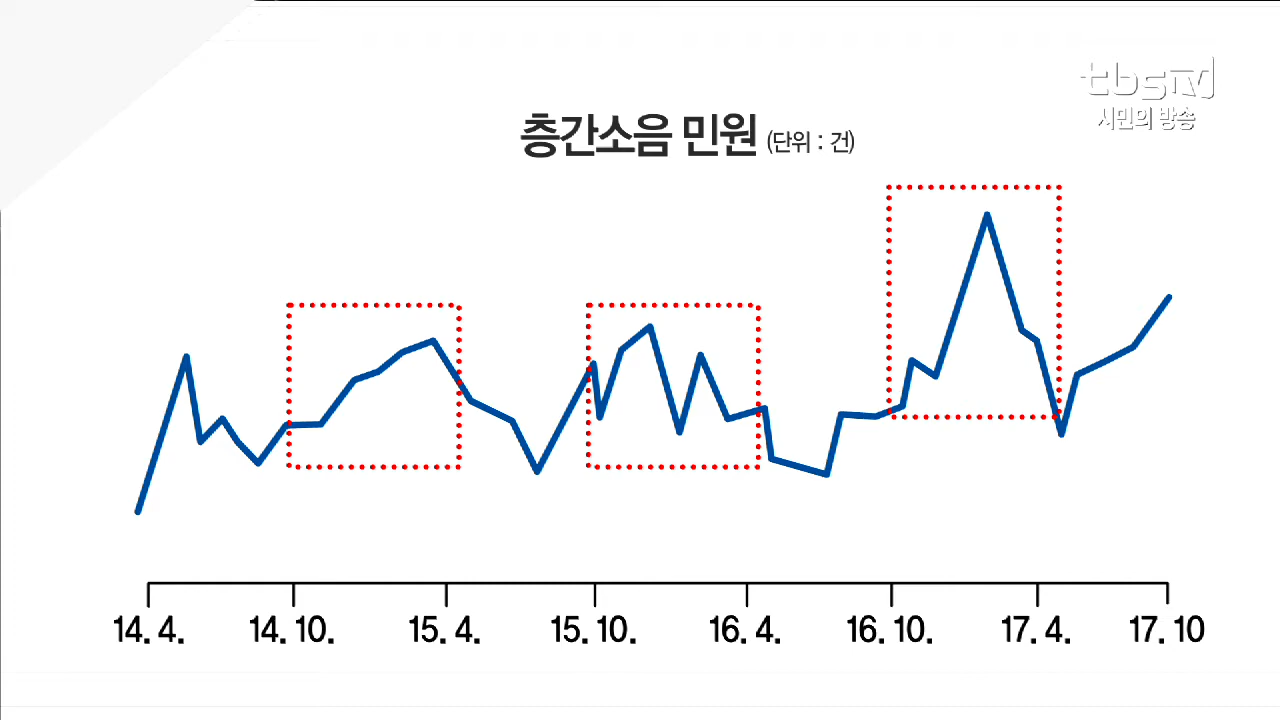 tbs TV
시민의 방송
층간소음 민원 (단위 : 건)
14. 4. 14. 10. 15. 4. 15. 10. 16. 4. 16. 10. 17. 4. 17. 10